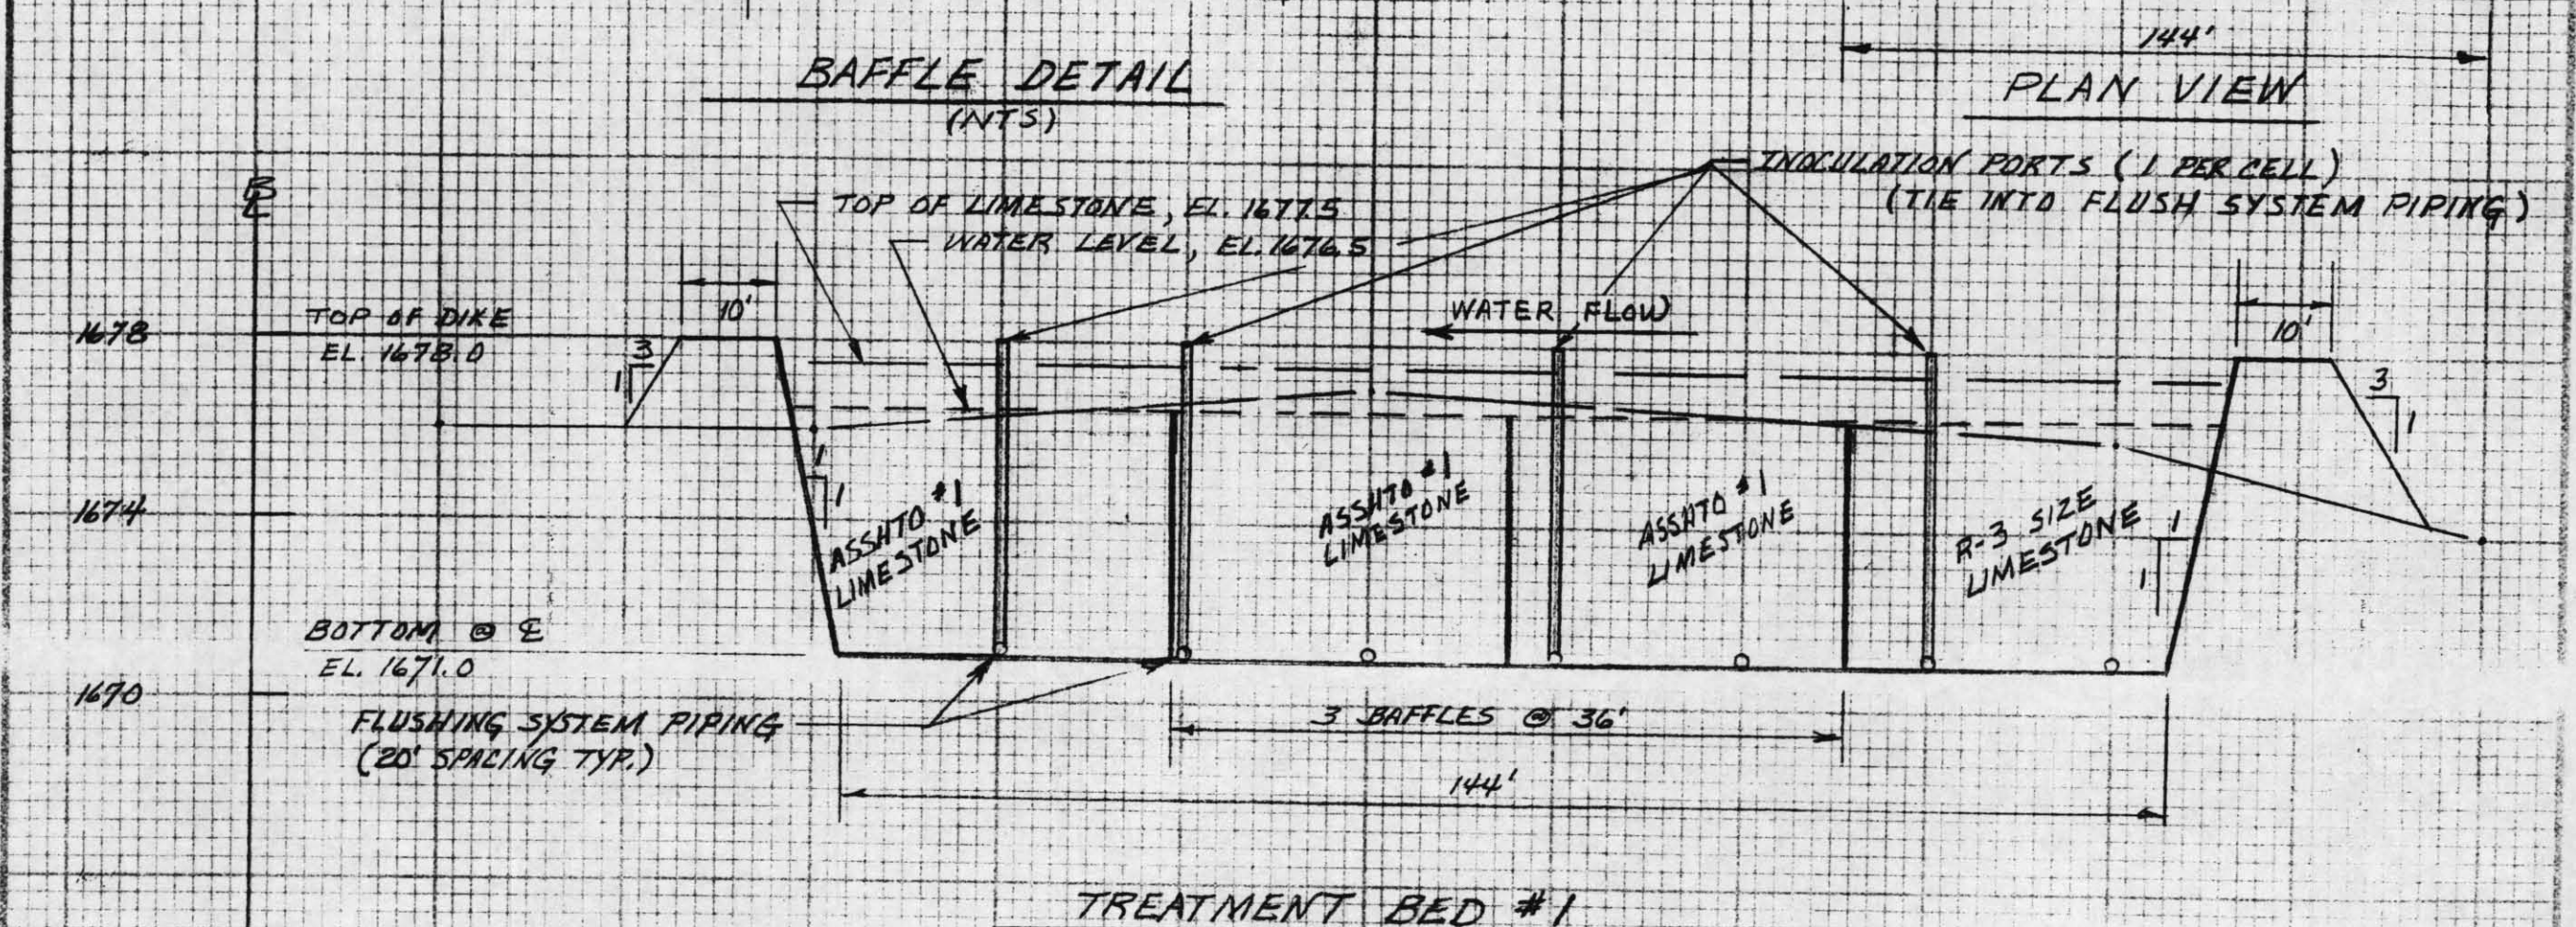 144'
BAFFLE DETAIL
(NTS)
PLAN VIEW
BL
INOCULATION PORTS (1 PER CELL)
(TIE INTO FLUSH SYSTEM PIPING)
TOP OF LIMESTONE, EL. 1677.5
WATER LEVEL, EL. 1676.5
1678
TOP OF DIKE
EL. 1678.0
10'
WATER FLOW
10'
3
1
3
1
1
1
ASSHTO #1
LIMESTONE
ASSHTO #1
LIMESTONE
ASSHTO #1
LIMESTONE
R-3 SIZE
LIMESTONE
1
1
1674
BOTTOM @ ℄
EL. 1671.0
1670
FLUSHING SYSTEM PIPING
(20' SPACING TYP.)
3 BAFFLES @ 36'
144'
TREATMENT BED #1